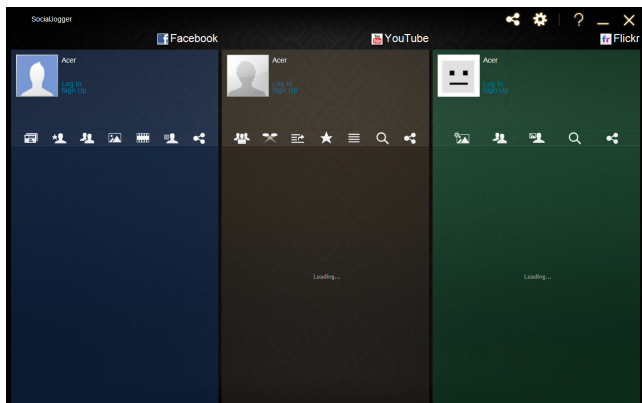 SocialJogger
?
Facebook
YouTube
Flickr
Acer
Log In
Sign Up
Acer
Log In
Sign Up
Acer
Log In
Sign Up
Loading...
Loading...